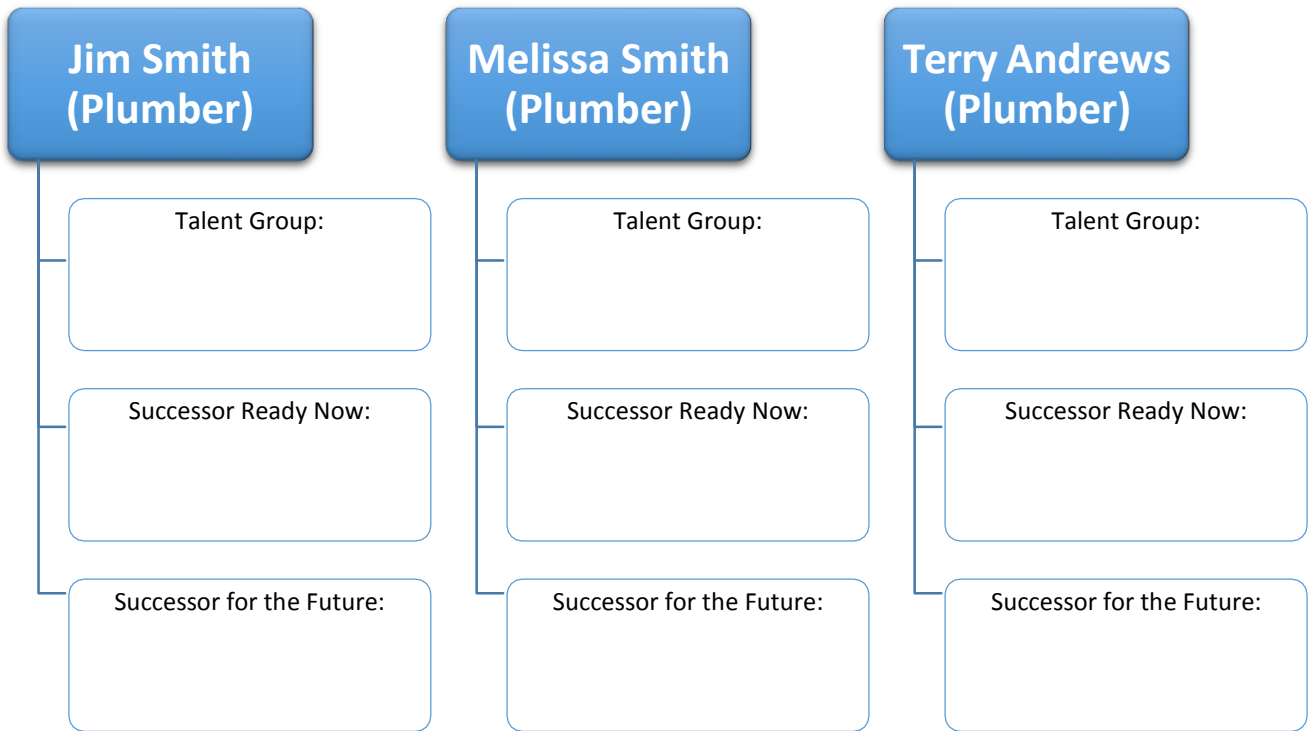 Jim Smith
(Plumber)
Talent Group:
Successor Ready Now:
Successor for the Future:
Melissa Smith
(Plumber)
Talent Group:
Successor Ready Now:
Successor for the Future:
Terry Andrews
(Plumber)
Talent Group:
Successor Ready Now:
Successor for the Future: